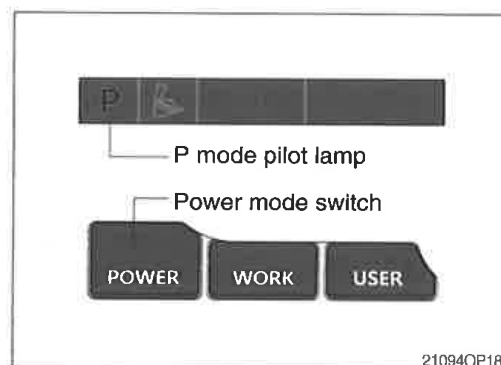 P
P mode pilot lamp
Power mode switch
POWER WORK USER
21094OP18